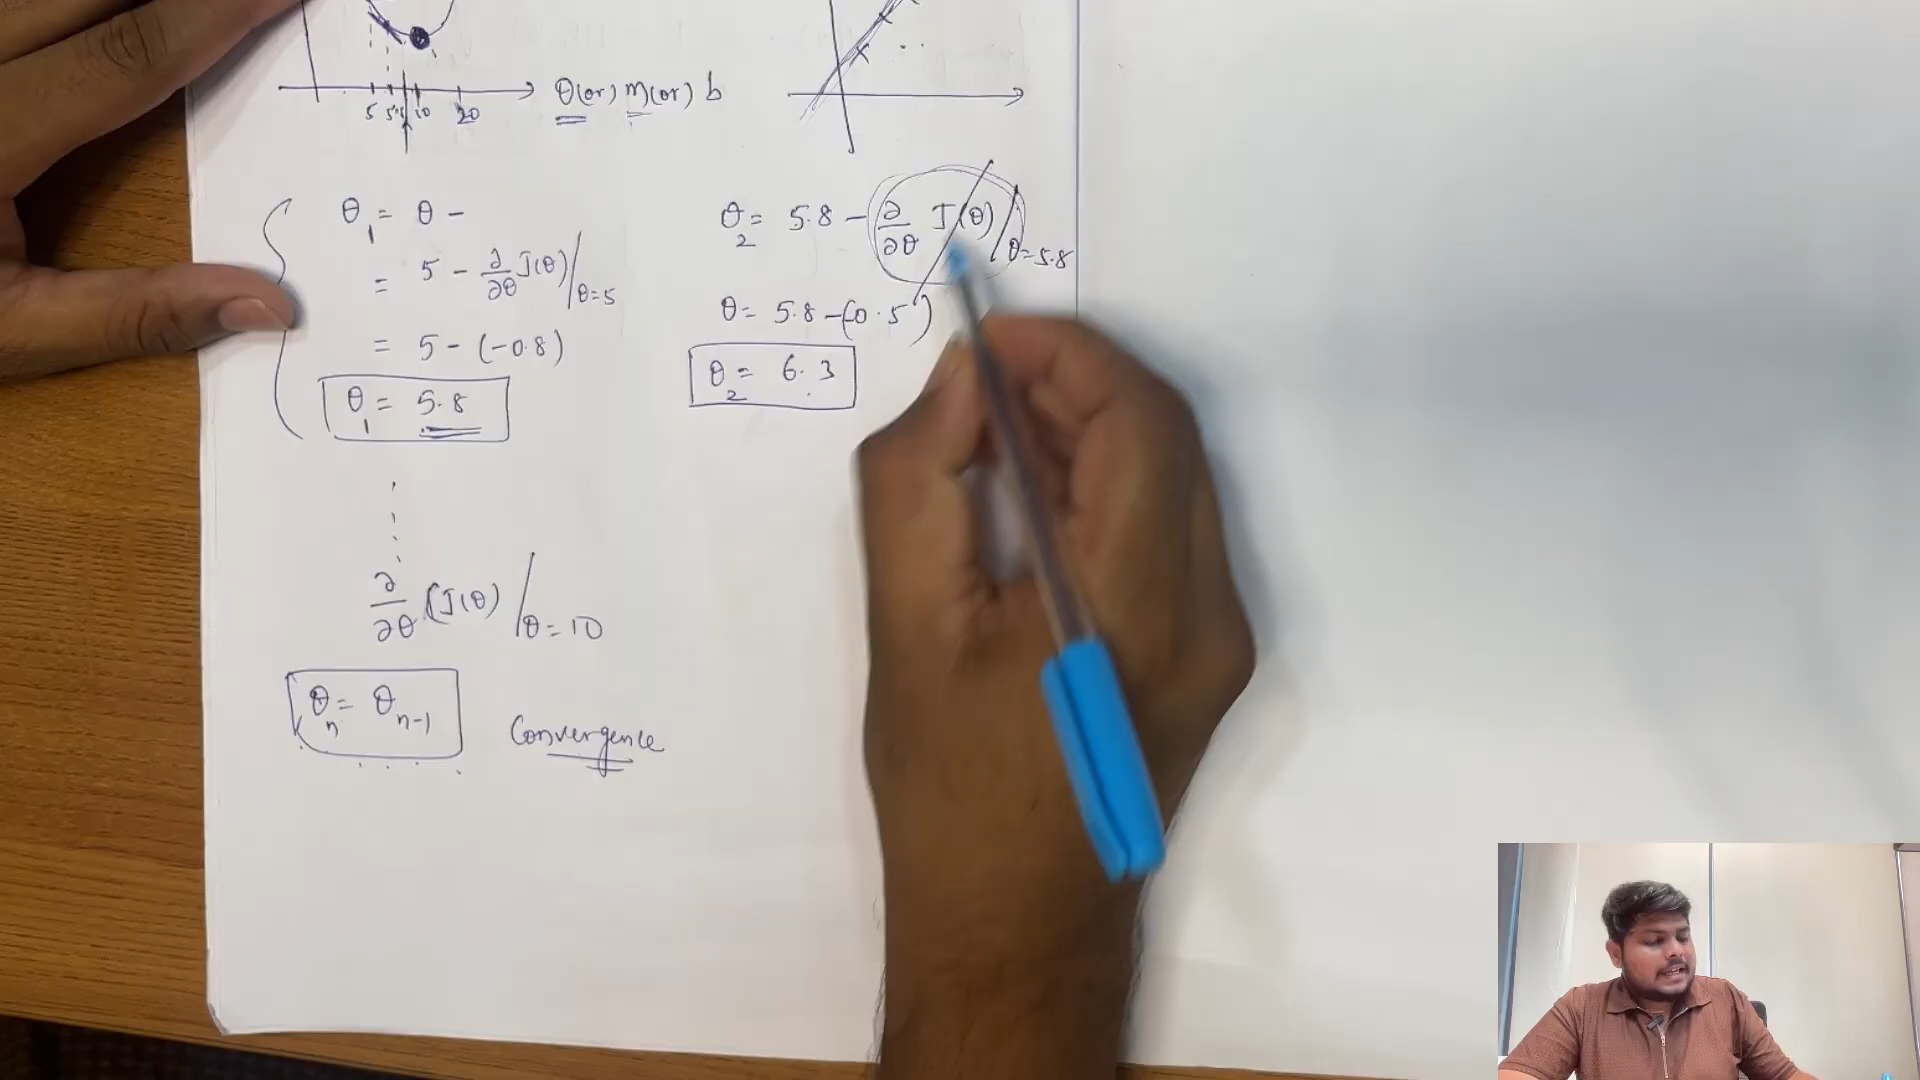 5 5.5 10 20 θ(or) m(or) b
θ₁ = θ −
= 5 − ∂/∂θ J(θ) / θ=5
= 5 − (−0.8)
θ₁ = 5.8
θ₂ = 5.8 − ∂/∂θ J(θ) / θ=5.8
θ = 5.8 − (−0.5)
θ₂ = 6.3
∂/∂θ (J(θ) / θ=10
θₙ = θₙ₋₁
Convergence